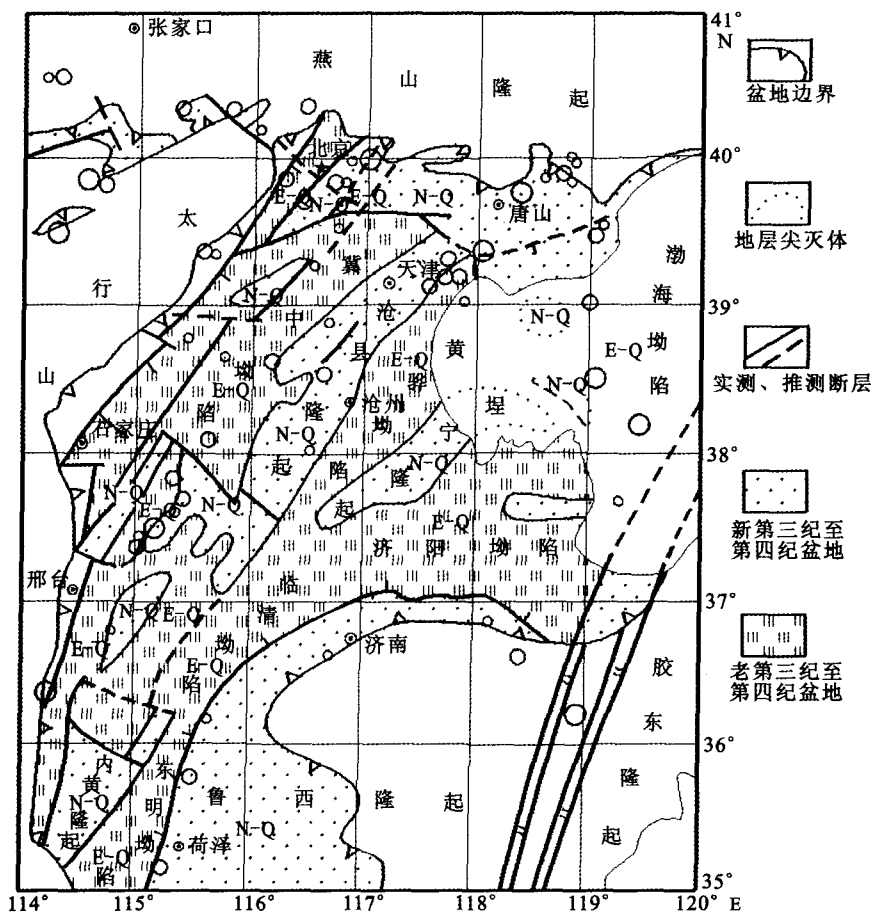 张家口
41°
N
燕
山
隆
起
盆地边界
北京
40°
E-Q
N-Q
E-Q
N-Q
唐山
太
行
山
地层尖灭体
冀
中
坳
陷
天津
渤
海
坳
陷
N-Q
39°
沧
县
隆
起
N-Q
E-Q
黄
骅
坳
陷
E-Q
N-Q
E-Q
实测、推测断层
沧州
埕
宁
隆
起
石家庄
N-Q
N-Q
38°
N-Q
E-Q
N-Q
E-Q
新第三纪至
第四纪盆地
济
阳
坳
陷
邢台
临
清
坳
陷
37°
N-Q
E-Q
E-Q
E-Q
济南
老第三纪至
第四纪盆地
胶
东
隆
起
36°
内
黄
隆
起
N-Q
东
明
坳
陷
E-Q
鲁
西
隆
起
N-Q
荷泽
35°
114°
115°
116°
117°
118°
119°
120° E